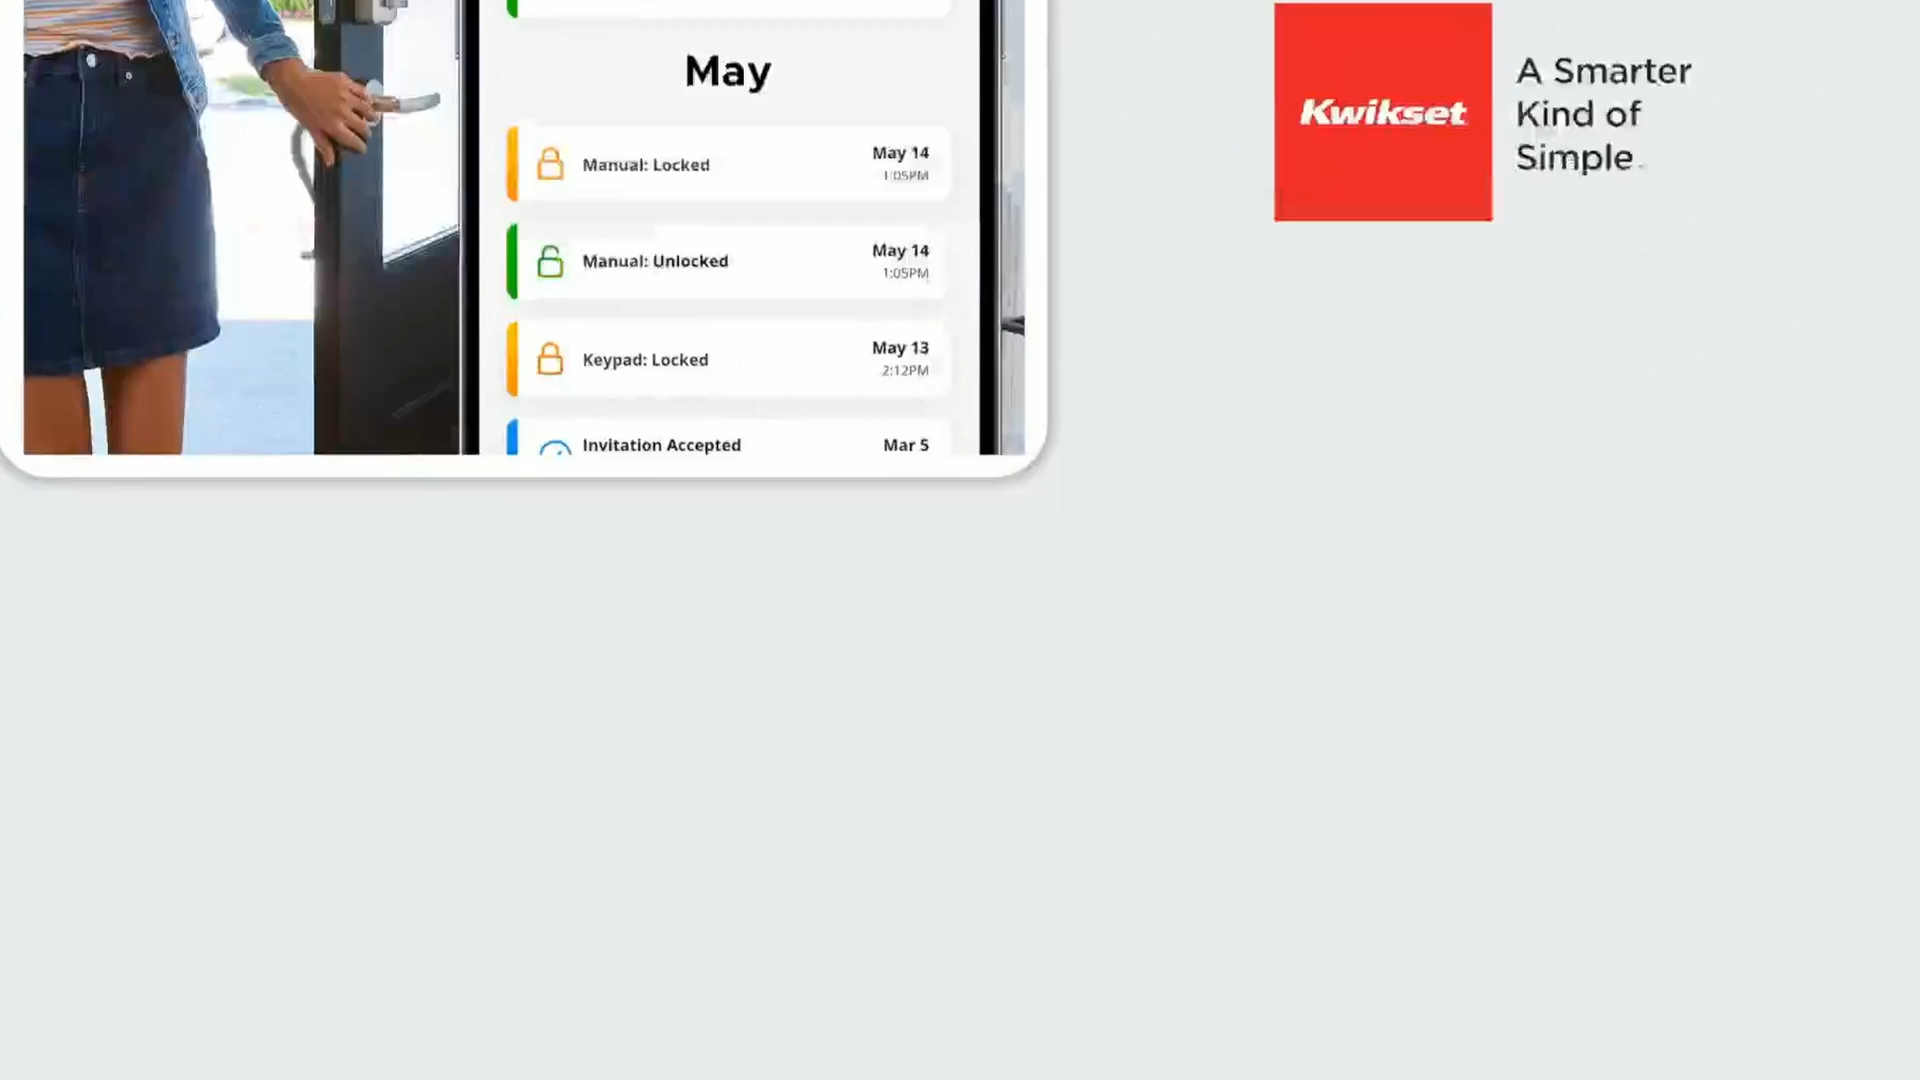 May
Manual: Locked
May 14
1:05PM
Manual: Unlocked
May 14
1:05PM
Keypad: Locked
May 13
2:12PM
Invitation Accepted
Mar 5
Kwikset
A Smarter
Kind of
Simple